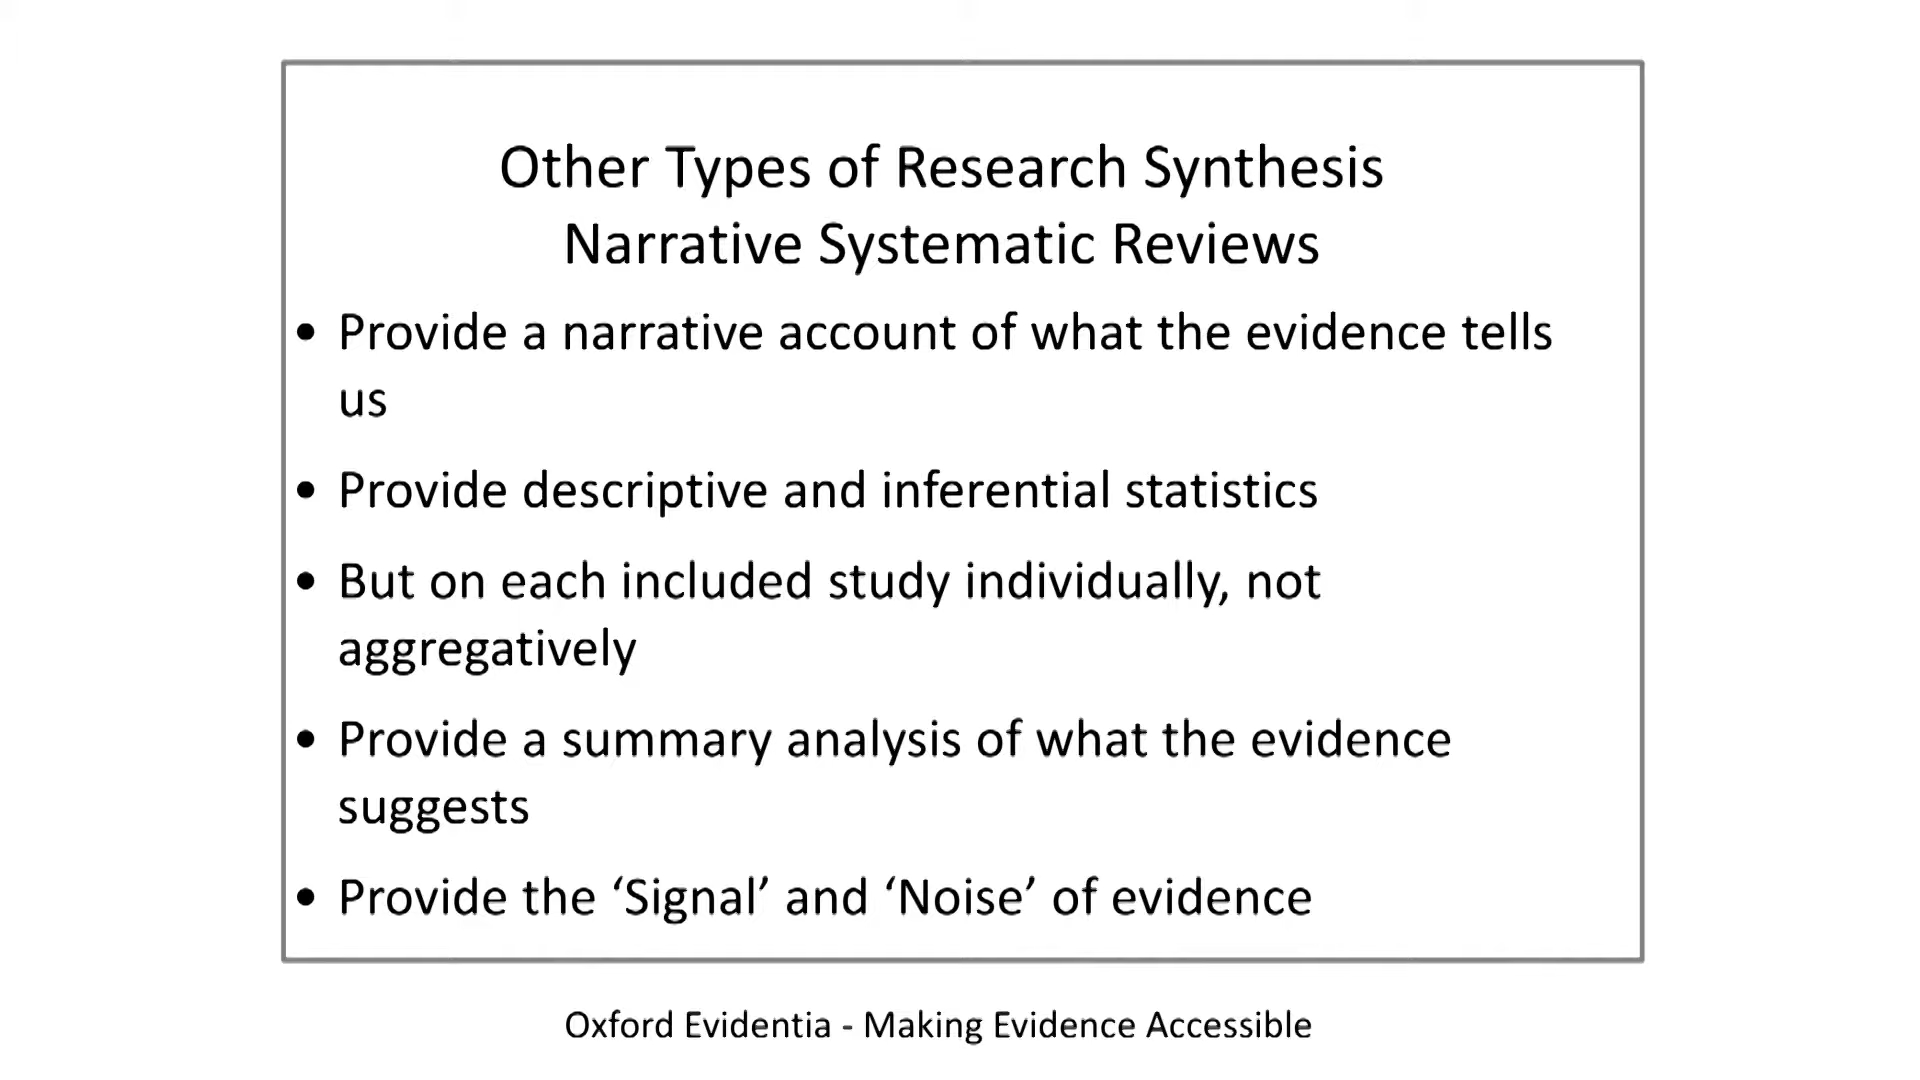 Other Types of Research Synthesis
Narrative Systematic Reviews
• Provide a narrative account of what the evidence tells
us
• Provide descriptive and inferential statistics
• But on each included study individually, not
aggregatively
• Provide a summary analysis of what the evidence
suggests
• Provide the ‘Signal’ and ‘Noise’ of evidence
Oxford Evidentia - Making Evidence Accessible